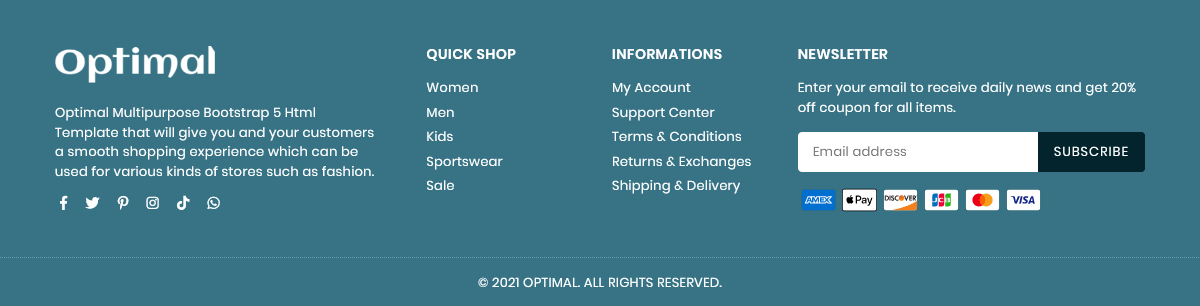 Optimal
Optimal Multipurpose Bootstrap 5 Html
Template that will give you and your customers
a smooth shopping experience which can be
used for various kinds of stores such as fashion.
QUICK SHOP
Women
Men
Kids
Sportswear
Sale
INFORMATIONS
My Account
Support Center
Terms & Conditions
Returns & Exchanges
Shipping & Delivery
NEWSLETTER
Enter your email to receive daily news and get 20%
off coupon for all items.
Email address SUBSCRIBE
AMEX Pay DISCOVER JCB VISA
© 2021 OPTIMAL. ALL RIGHTS RESERVED.